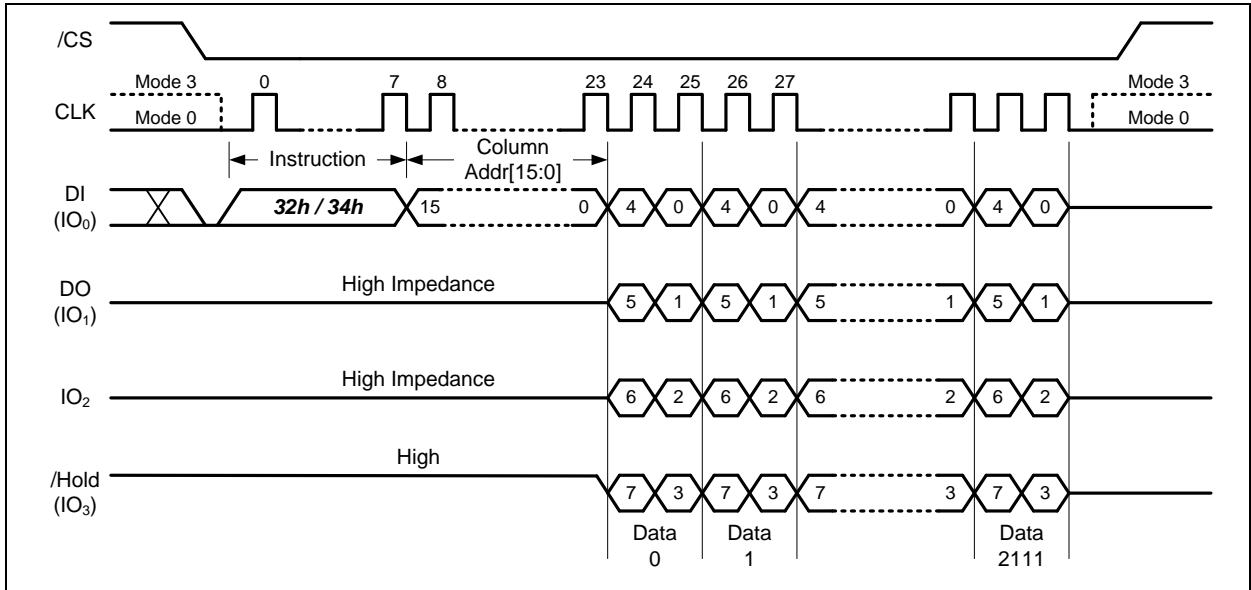 /CS
Mode 3 0 7 8 23 24 25 26 27 Mode 3
CLK
Mode 0 Mode 0
Instruction
Column
Addr[15:0]
DI
(IO₀)
32h / 34h 15 0 4 0 4 0 4 0 4 0
High Impedance
DO
(IO₁)
5 1 5 1 5 1 5 1
High Impedance
IO₂
6 2 6 2 6 2 6 2
High
/Hold
(IO₃)
7 3 7 3 7 3 7 3
Data
0
Data
1
Data
2111